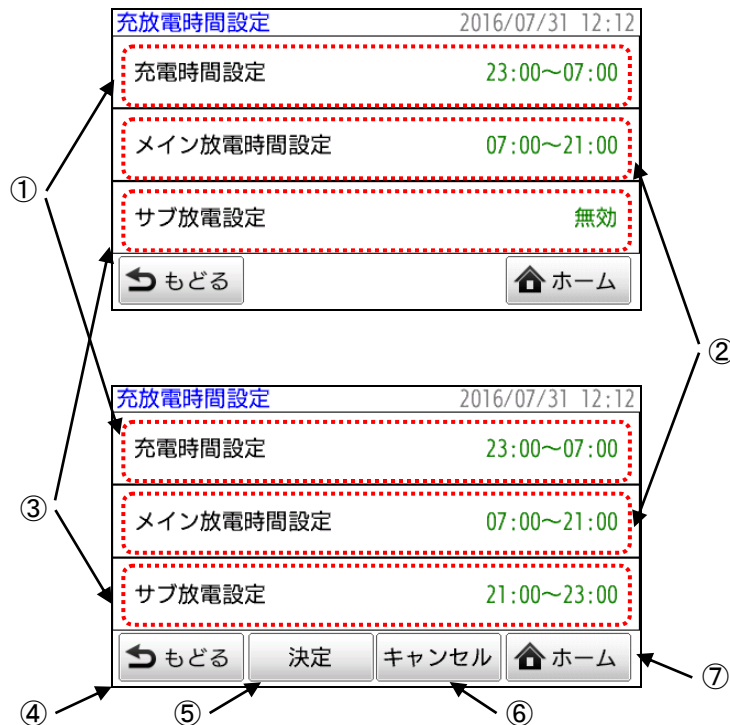 充放電時間設定 2016/07/31 12:12
充電時間設定 23:00～07:00
メイン放電時間設定 07:00～21:00
①
サブ放電設定 無効
もどる ホーム
②
充放電時間設定 2016/07/31 12:12
充電時間設定 23:00～07:00
③
メイン放電時間設定 07:00～21:00
サブ放電設定 21:00～23:00
もどる 決定 キャンセル ホーム
⑦
④ ⑤ ⑥